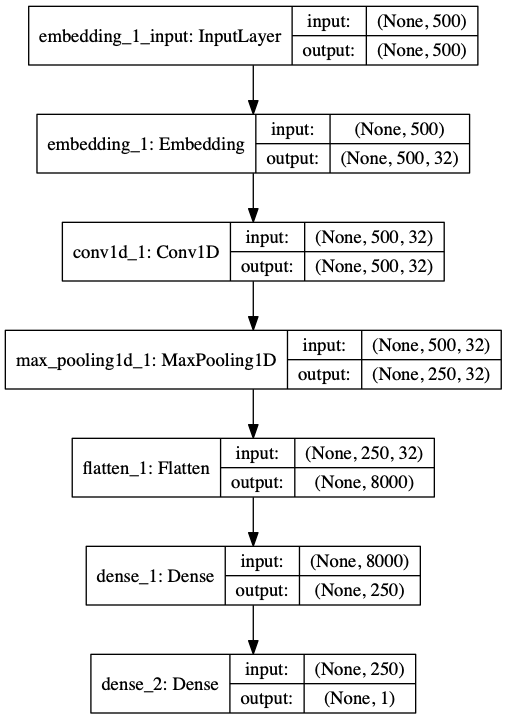 embedding_1_input: InputLayer
input: (None, 500)
output: (None, 500)
embedding_1: Embedding
input: (None, 500)
output: (None, 500, 32)
conv1d_1: Conv1D
input: (None, 500, 32)
output: (None, 500, 32)
max_pooling1d_1: MaxPooling1D
input: (None, 500, 32)
output: (None, 250, 32)
flatten_1: Flatten
input: (None, 250, 32)
output: (None, 8000)
dense_1: Dense
input: (None, 8000)
output: (None, 250)
dense_2: Dense
input: (None, 250)
output: (None, 1)